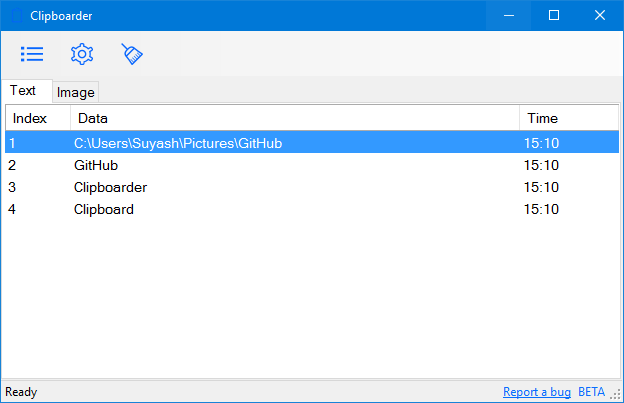 Clipboarder
Text Image
Index Data Time
1 C:\Users\Suyash\Pictures\GitHub 15:10
2 GitHub 15:10
3 Clipboarder 15:10
4 Clipboard 15:10
Ready Report a bug BETA